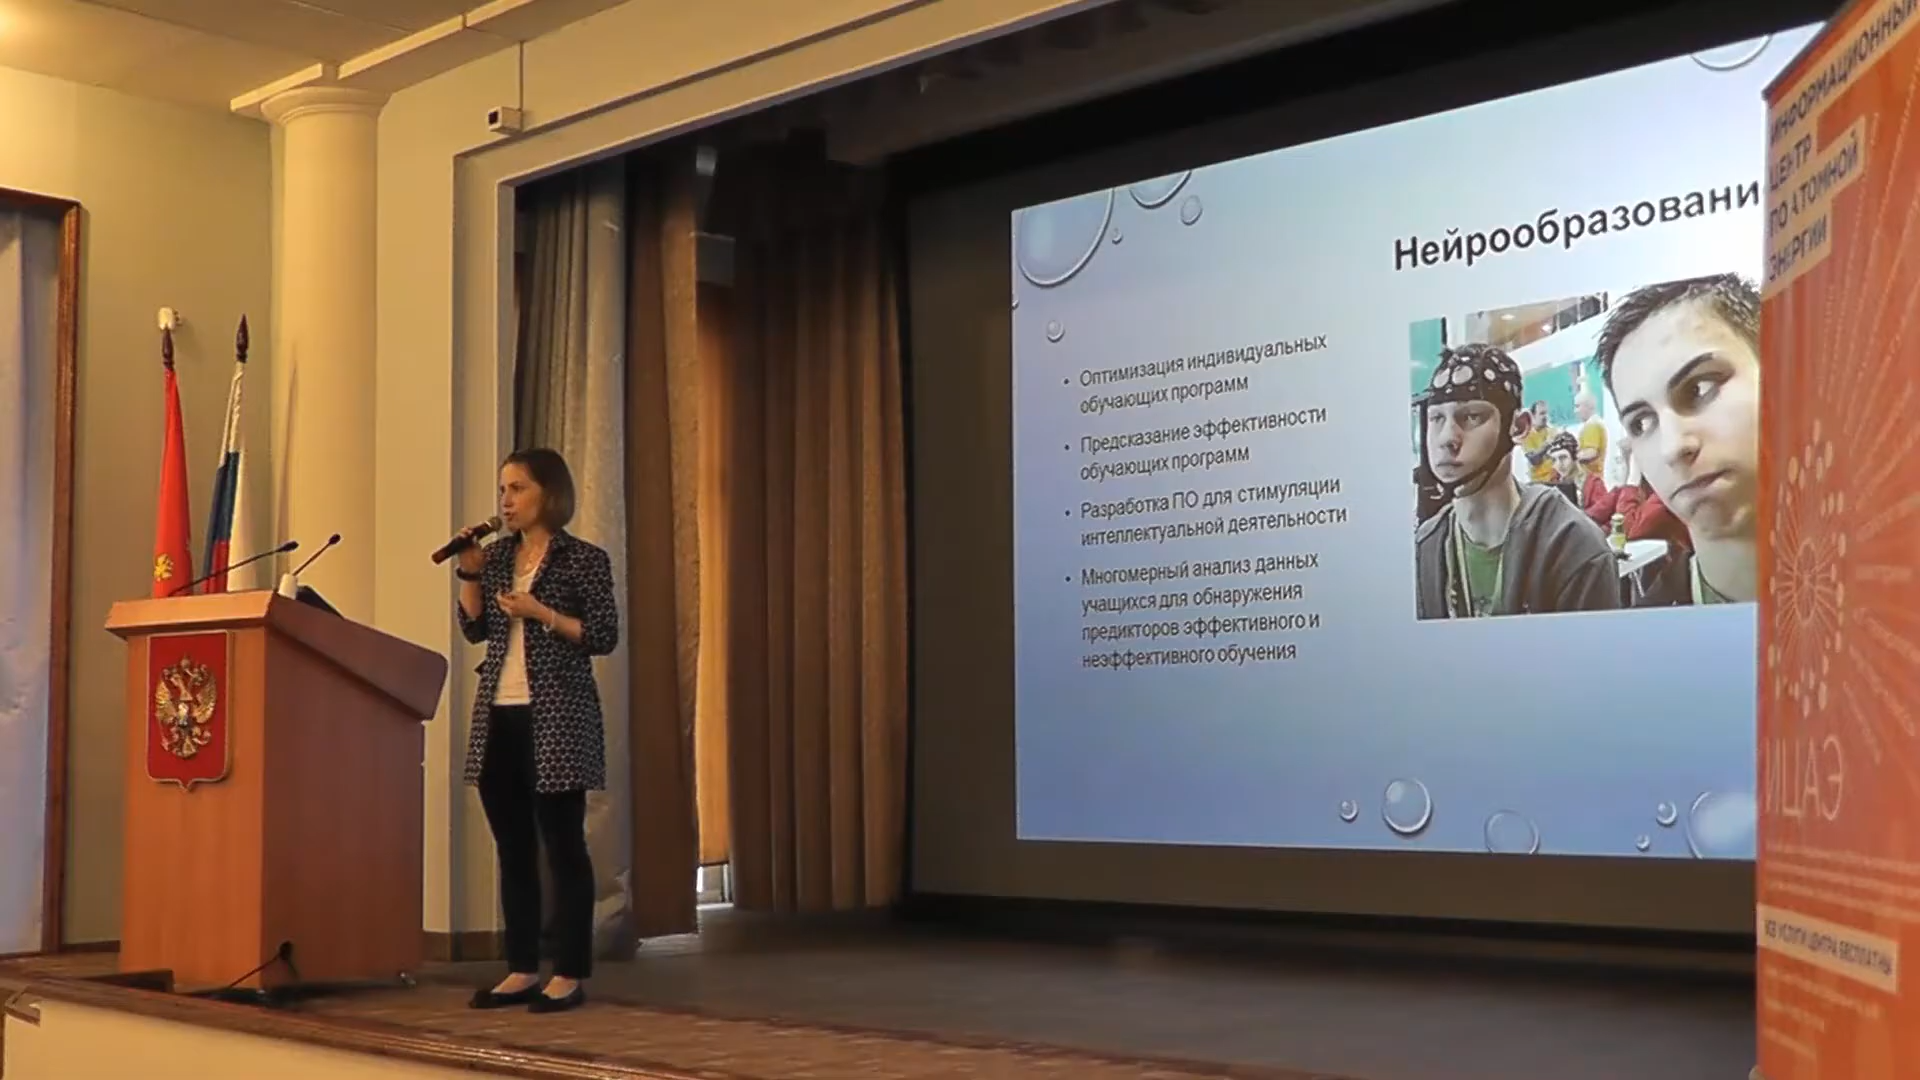 Нейрообразовани
Оптимизация индивидуальных
обучающих программ
Предсказание эффективности
обучающих программ
Разработка ПО для стимуляции
интеллектуальной деятельности
Многомерный анализ данных
учащихся для обнаружения
предикторов эффективного и
неэффективного обучения
ИНФОРМАЦИОННЫЙ
ЦЕНТР
ПО АТОМНОЙ
ЭНЕРГИИ
ИЦАЭ
ВСЕ УСЛУГИ ЦЕНТРА БЕСПЛАТНЫ